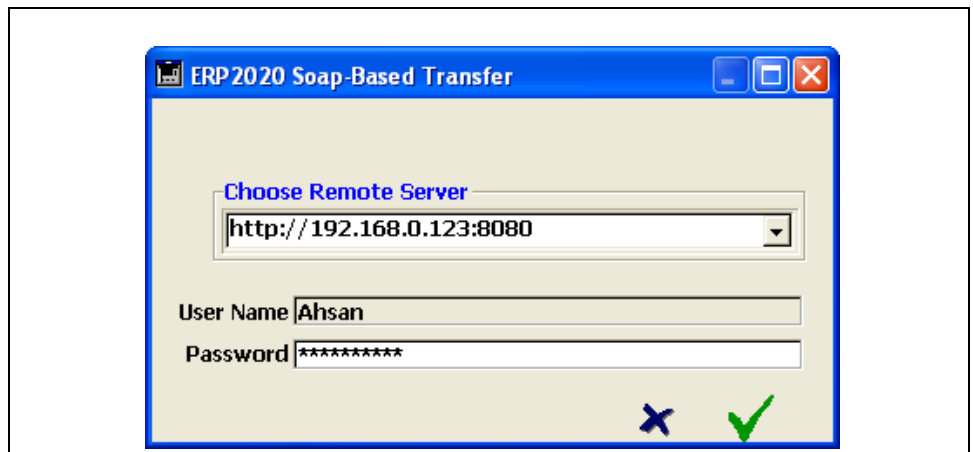 ERP2020 Soap-Based Transfer
Choose Remote Server
http://192.168.0.123:8080
User Name Ahsan
Password **********